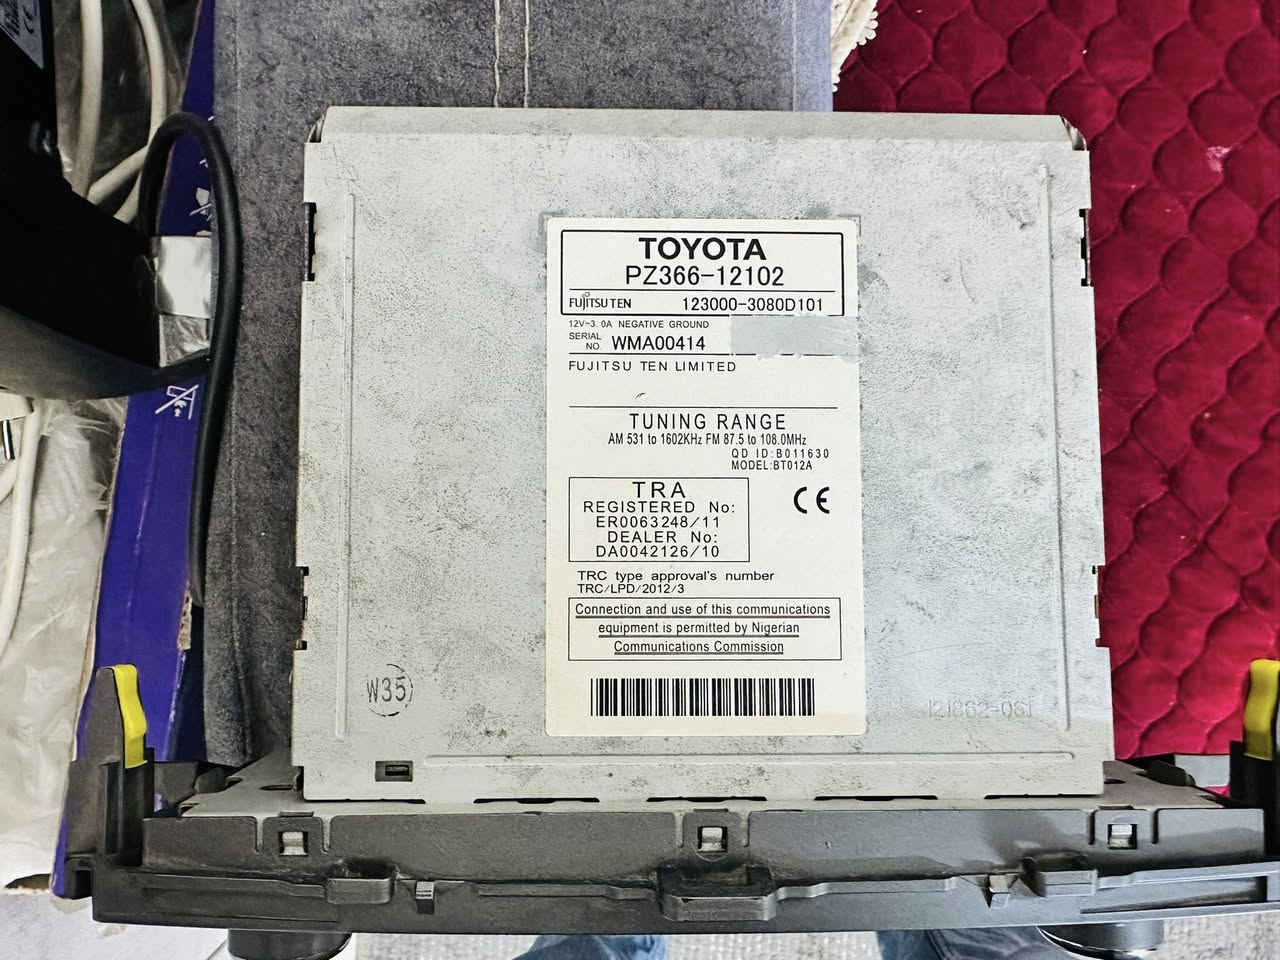 TOYOTA
PZ366-12102
FUJITSU TEN 123000-3080D101
12V-3.0A NEGATIVE GROUND
SERIAL NO. WMA00414
FUJITSU TEN LIMITED
TUNING RANGE
AM 531 to 1602KHz FM 87.5 to 108.0MHz
QD ID:B011630
MODEL:BT012A
TRA
REGISTERED No:
ER0063248/11
DEALER No:
DA0042126/10
CE
TRC type approval's number
TRC/LPD/2012/3
Connection and use of this communications
equipment is permitted by Nigerian
Communications Commission
W35